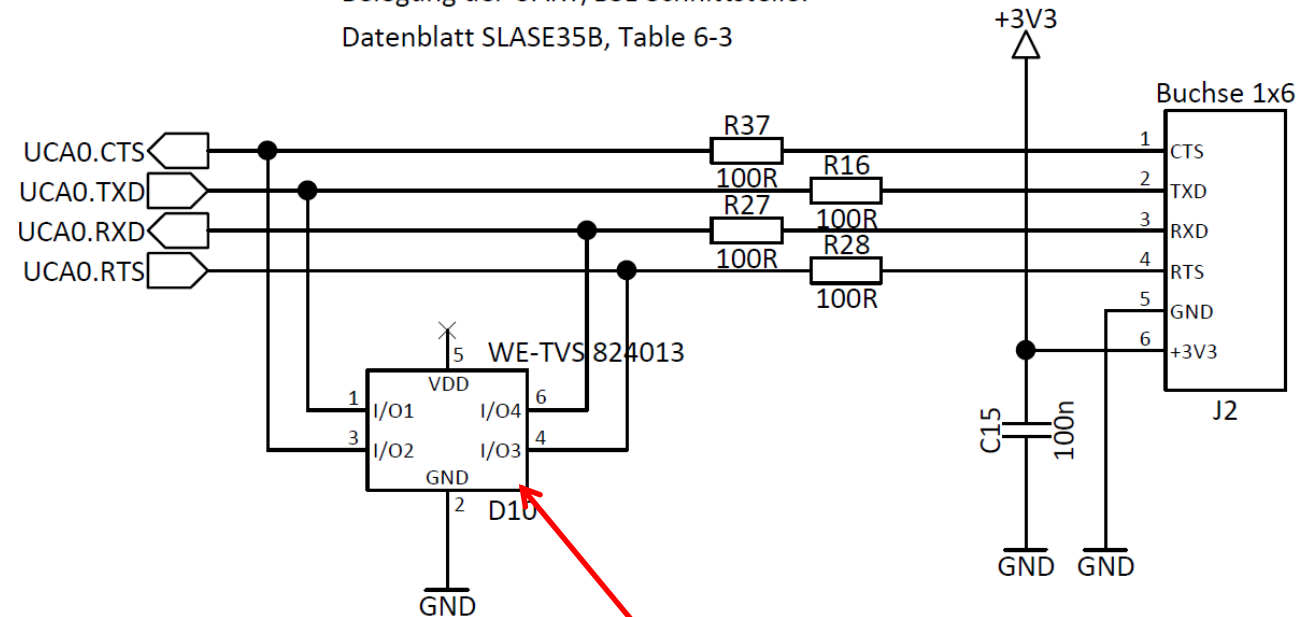 Datenblatt SLASE35B, Table 6-3
+3V3
Buchse 1x6
UCA0.CTS
R37
100R
1
CTS
UCA0.TXD
R16
100R
2
TXD
UCA0.RXD
R27
100R
3
RXD
UCA0.RTS
R28
100R
4
RTS
5
GND
6
+3V3
J2
5
WE-TVS 824013
VDD
1
I/O1
I/O4
6
3
I/O2
I/O3
4
GND
2
D10
C15
100n
GND
GND
GND